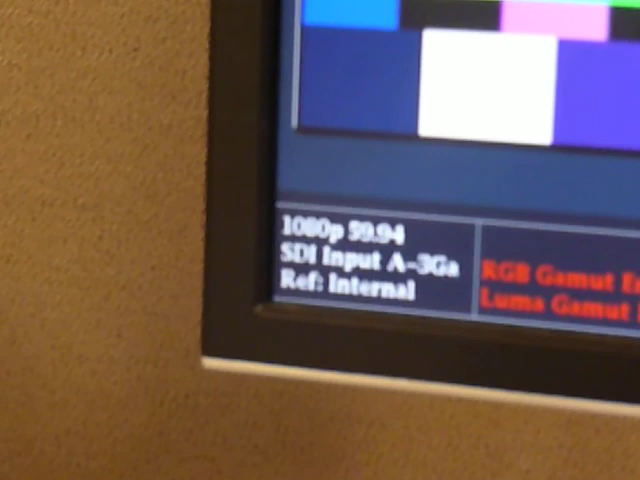 1080p 59.94
SDI Input A-3Ga
Ref: Internal
RGB Gamut
Luma Gamut